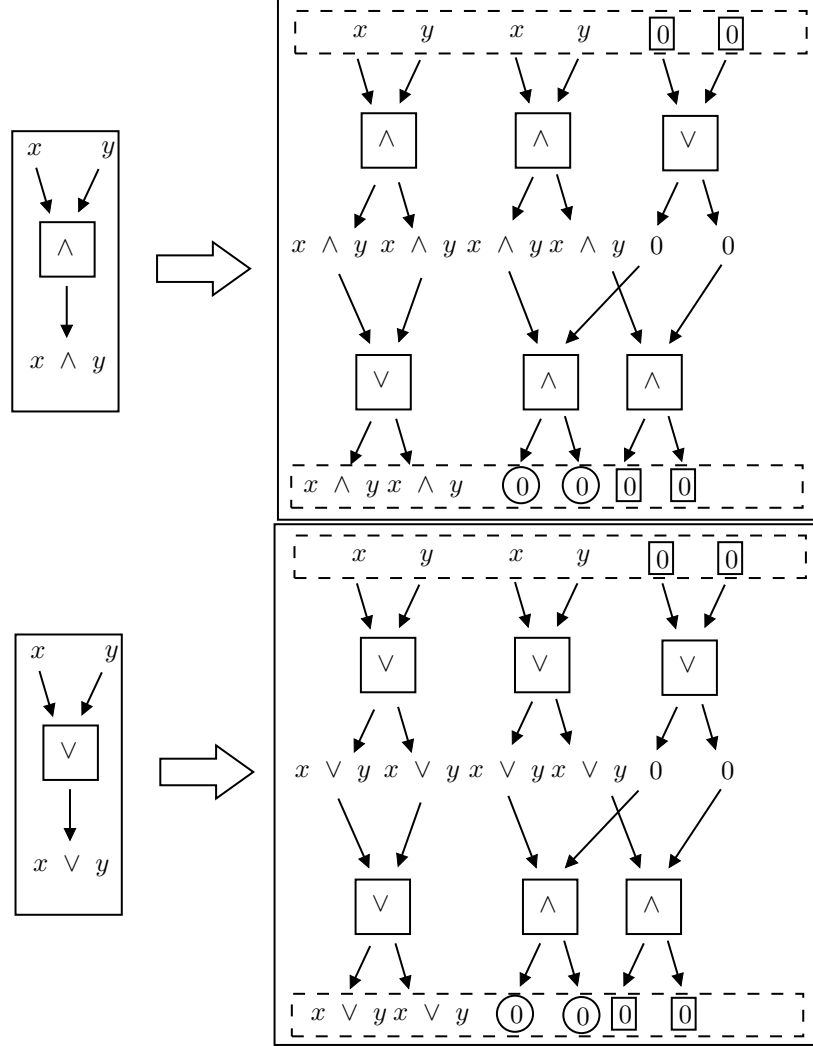 x y x y 0 0
∧ ∧ ∨
x y
∧
x ∧ y x ∧ y x ∧ y x ∧ y 0 0
x ∧ y
∨ ∧ ∧
x ∧ y x ∧ y 0 0 0 0
x y x y 0 0
∨ ∨ ∨
x y
∨
x ∨ y x ∨ y x ∨ y x ∨ y 0 0
x ∨ y
∨ ∧ ∧
x ∨ y x ∨ y 0 0 0 0